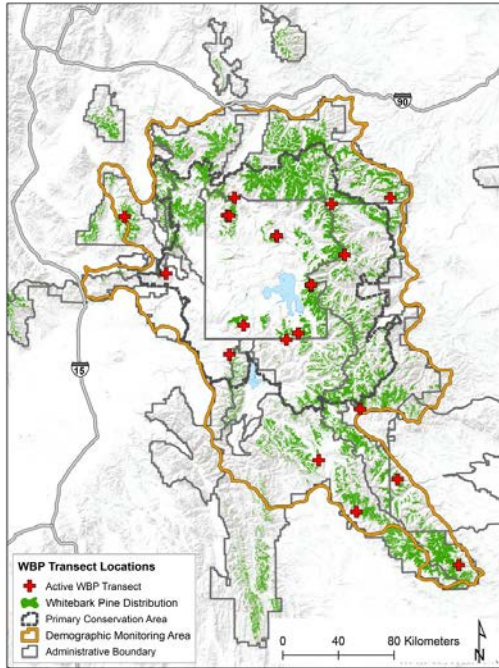 90
15
WBP Transect Locations
Active WBP Transect
Whitebark Pine Distribution
Primary Conservation Area
Demographic Monitoring Area
Administrative Boundary
0 40 80 Kilometers
N